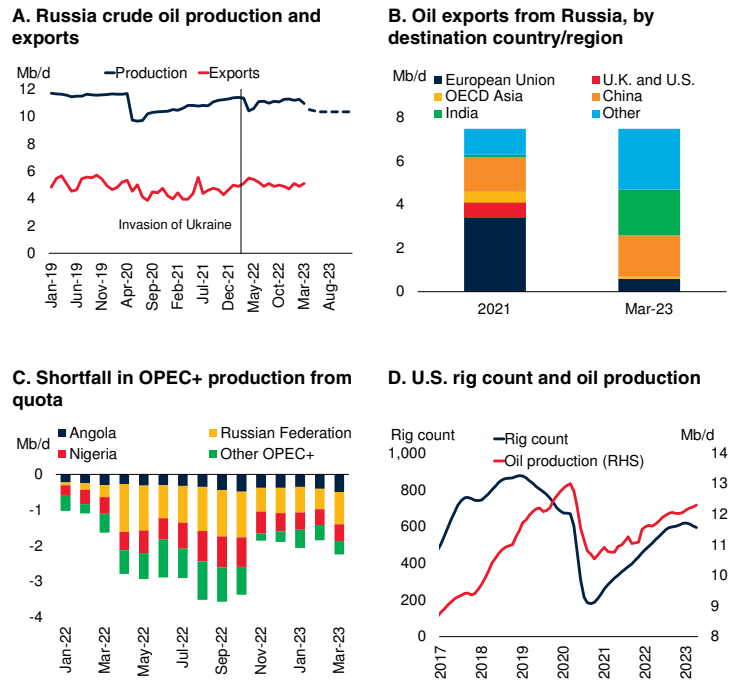 A. Russia crude oil production and
exports
Mb/d
Production
Exports
12
10
8
6
4
2
0
Invasion of Ukraine
Jan-19
Jun-19
Nov-19
Apr-20
Sep-20
Feb-21
Jul-21
Dec-21
May-22
Oct-22
Mar-23
Aug-23
B. Oil exports from Russia, by
destination country/region
Mb/d
European Union
U.K. and U.S.
OECD Asia
China
India
Other
8
6
4
2
0
2021
Mar-23
C. Shortfall in OPEC+ production from
quota
Mb/d
Angola
Russian Federation
Nigeria
Other OPEC+
0
-1
-2
-3
-4
Jan-22
Mar-22
May-22
Jul-22
Sep-22
Nov-22
Jan-23
Mar-23
D. U.S. rig count and oil production
Rig count
Mb/d
Rig count
Oil production (RHS)
1,000
800
600
400
200
0
14
13
12
11
10
9
8
2017
2018
2019
2020
2021
2022
2023